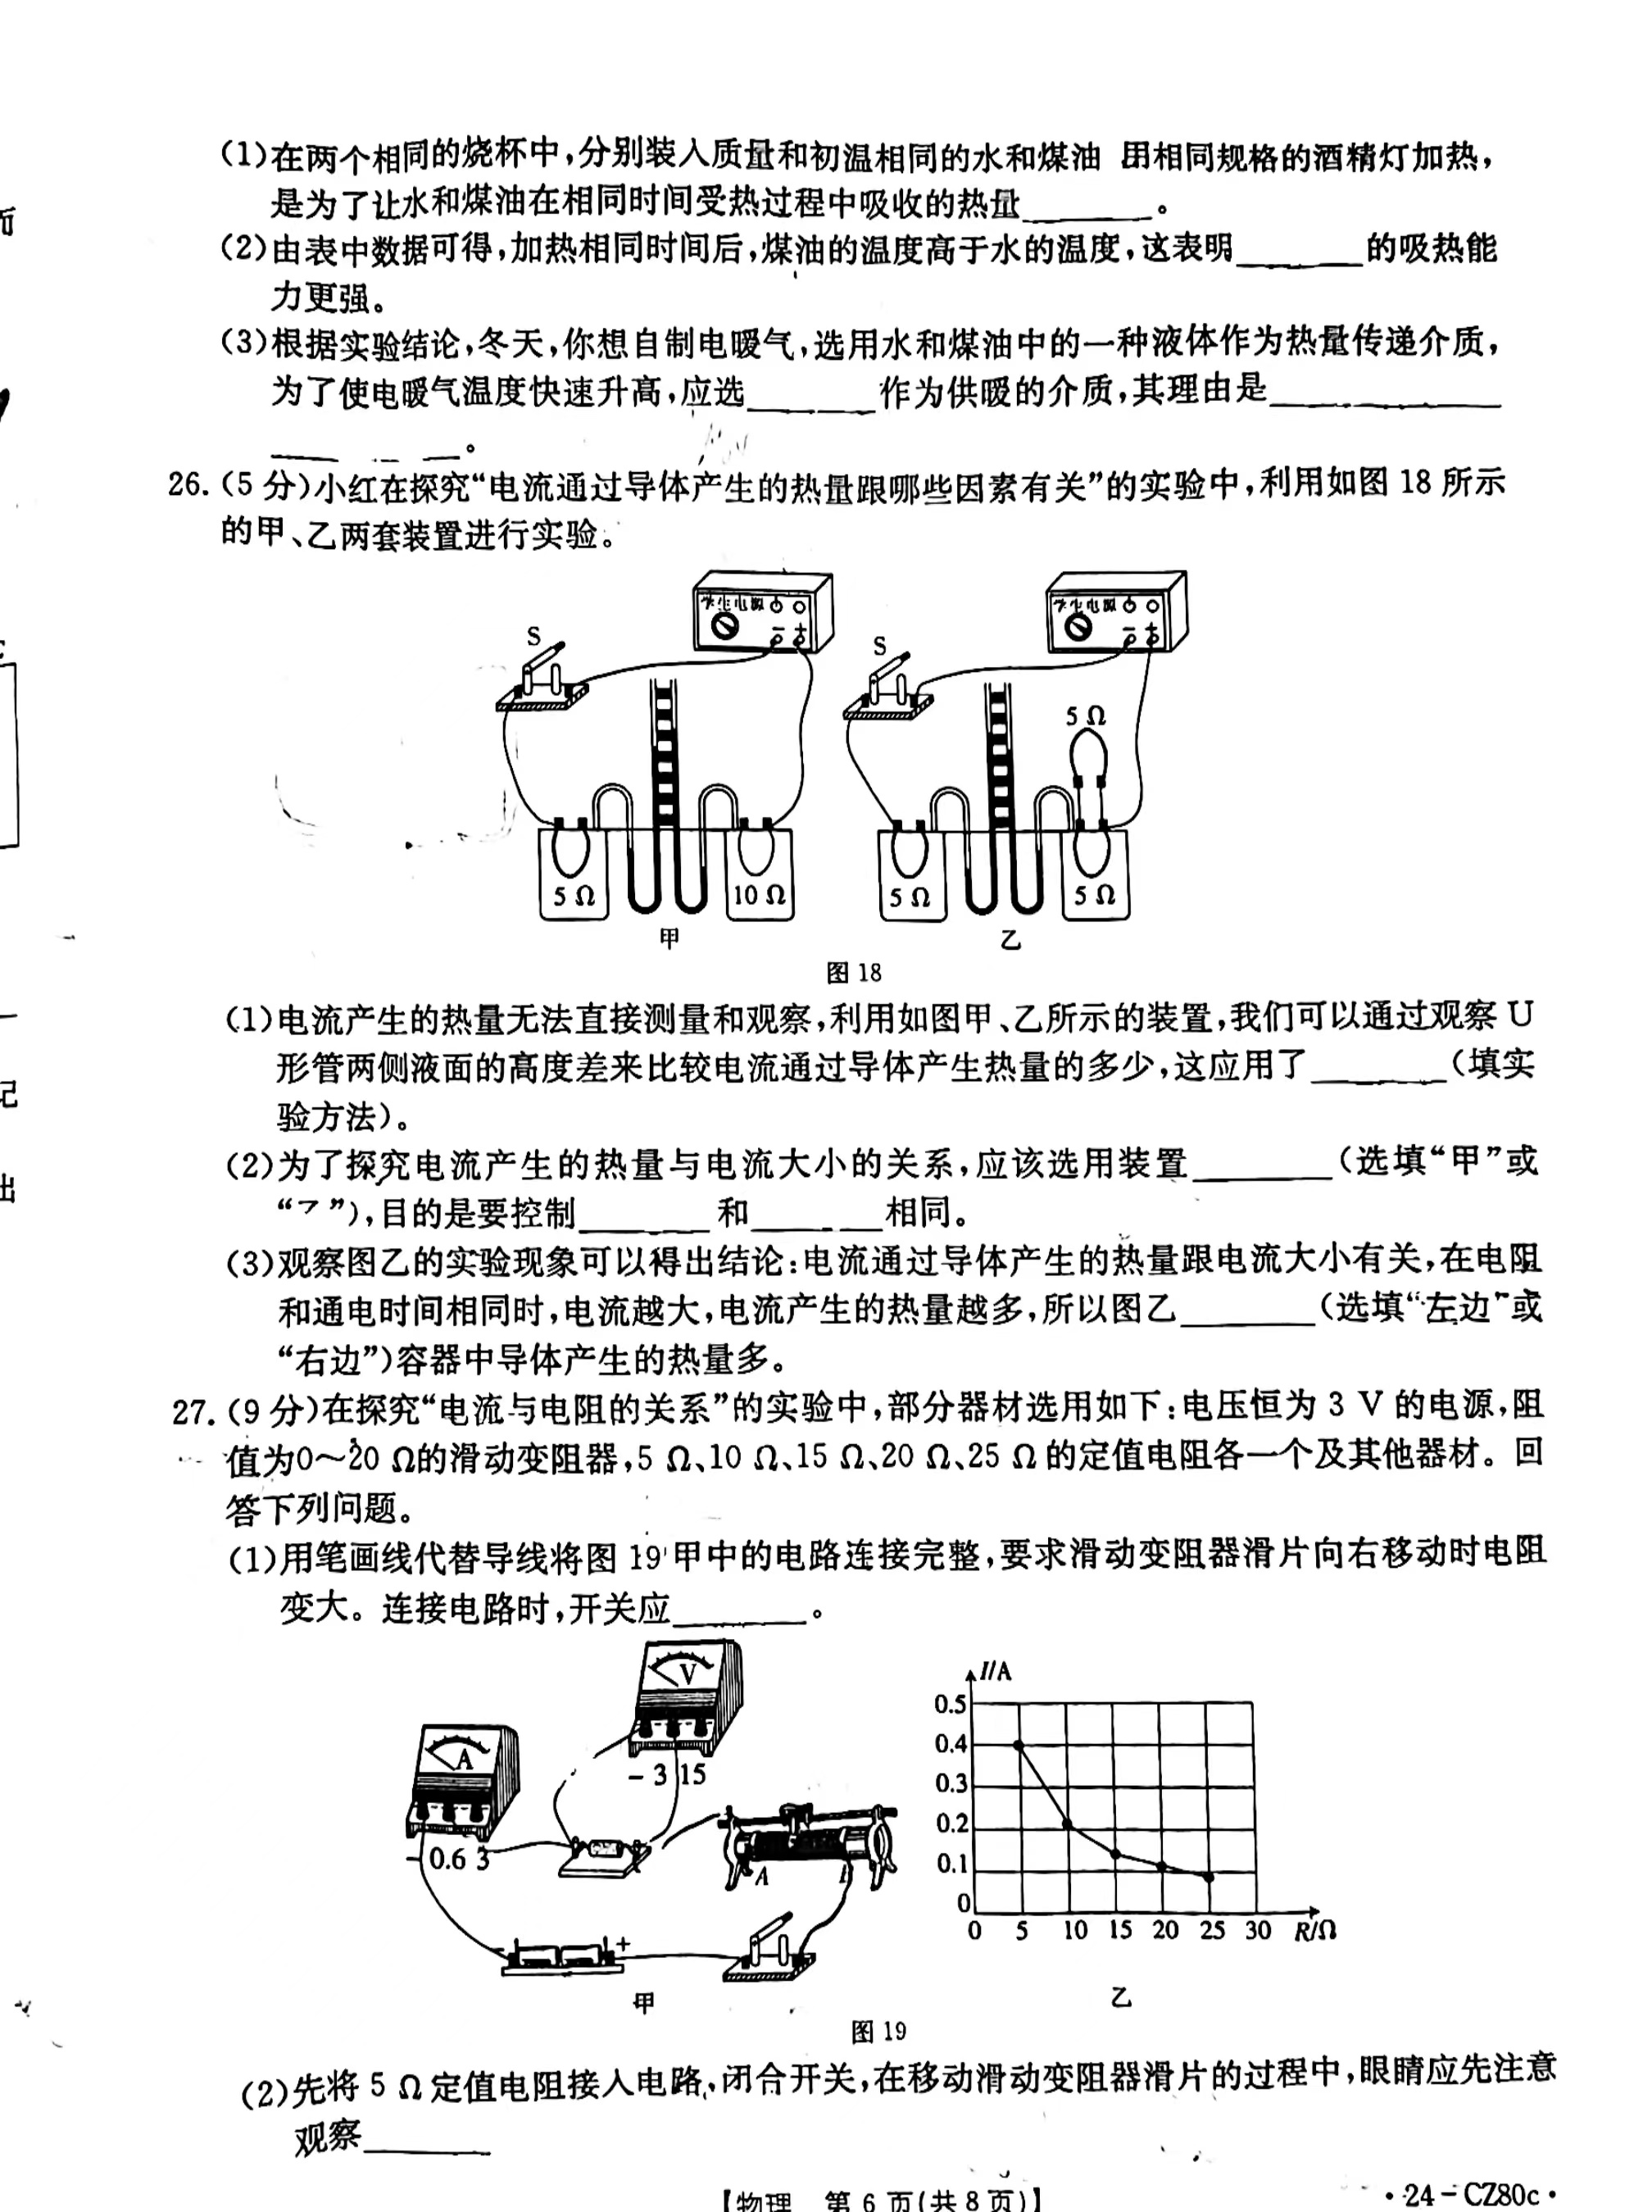 (1)在两个相同的烧杯中,分别装入质量和初温相同的水和煤油 用相同规格的酒精灯加热,
是为了让水和煤油在相同时间受热过程中吸收的热量________。
(2)由表中数据可得,加热相同时间后,煤油的温度高于水的温度,这表明________的吸热能
力更强。
(3)根据实验结论,冬天,你想自制电暖气,选用水和煤油中的一种液体作为热量传递介质,
为了使电暖气温度快速升高,应选________作为供暖的介质,其理由是________
________。
26.(5分)小红在探究“电流通过导体产生的热量跟哪些因素有关”的实验中,利用如图18所示
的甲、乙两套装置进行实验。
学生电源
学生电源
S
S
- +
- +
5 Ω
5 Ω
10 Ω
5 Ω
5 Ω
甲
乙
图 18
(1)电流产生的热量无法直接测量和观察,利用如图甲、乙所示的装置,我们可以通过观察U
形管两侧液面的高度差来比较电流通过导体产生热量的多少,这应用了________(填实
验方法)。
(2)为了探究电流产生的热量与电流大小的关系,应该选用装置________(选填“甲”或
“ ”),目的是要控制________和________相同。
(3)观察图乙的实验现象可以得出结论:电流通过导体产生的热量跟电流大小有关,在电阻
和通电时间相同时,电流越大,电流产生的热量越多,所以图乙________(选填“左边”或
“右边”)容器中导体产生的热量多。
27.(9分)在探究“电流与电阻的关系”的实验中,部分器材选用如下:电压恒为3 V的电源,阻
值为0～20 Ω的滑动变阻器,5 Ω、10 Ω、15 Ω、20 Ω、25 Ω的定值电阻各一个及其他器材。回
答下列问题。
(1)用笔画线代替导线将图19甲中的电路连接完整,要求滑动变阻器滑片向右移动时电阻
变大。连接电路时,开关应________。
V
- 3 15
A
- 0.6 3
A
- +
甲
I/A
0.5
0.4
0.3
0.2
0.1
0
0 5 10 15 20 25 30 R/Ω
乙
图 19
(2)先将5 Ω定值电阻接入电路,闭合开关,在移动滑动变阻器滑片的过程中,眼睛应先注意
观察________
【物理 第6页(共8页)】
·24-CZ80c·
而
记
出